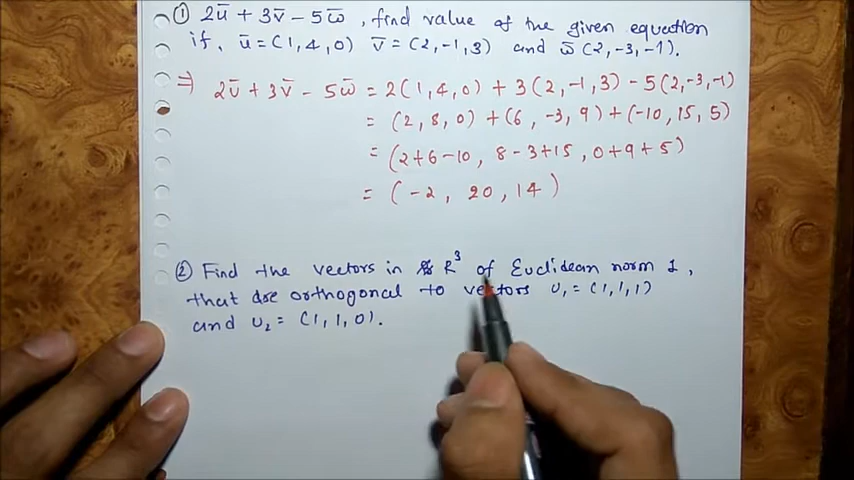 ① 2ū + 3v̄ - 5w̄ , find value of the given equation
if, ū = (1,4,0) v̄ = (2,-1,3) and w̄ (2,-3,-1).
⇒ 2ū + 3v̄ - 5w̄ = 2(1,4,0) + 3(2,-1,3) - 5(2,-3,-1)
= (2,8,0) + (6,-3,9) + (-10,15,5)
= (2+6-10, 8-3+15, 0+9+5)
= (-2, 20, 14)
② Find the vectors in R³ of Euclidean norm 1,
that are orthogonal to vectors u₁ = (1,1,1)
and u₂ = (1,1,0).